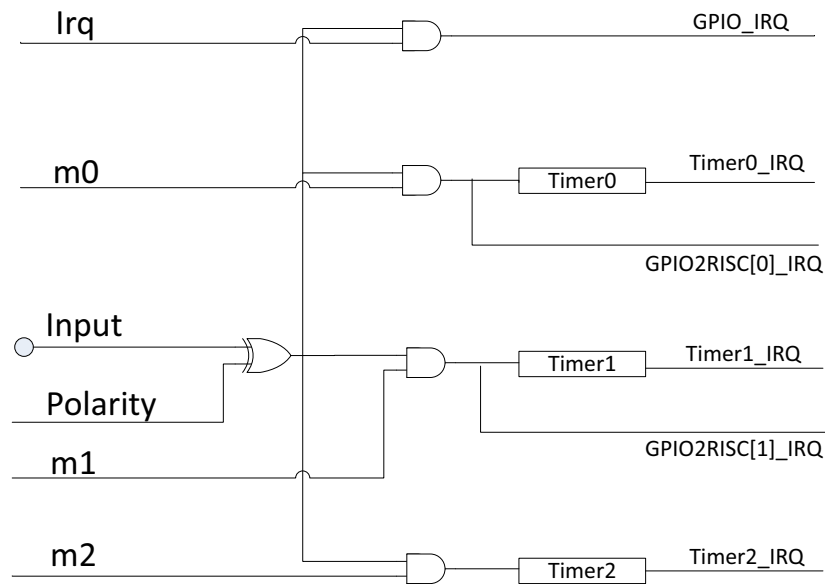 Irq
GPIO_IRQ
m0
Timer0
Timer0_IRQ
GPIO2RISC[0]_IRQ
Input
Timer1
Timer1_IRQ
Polarity
GPIO2RISC[1]_IRQ
m1
m2
Timer2
Timer2_IRQ